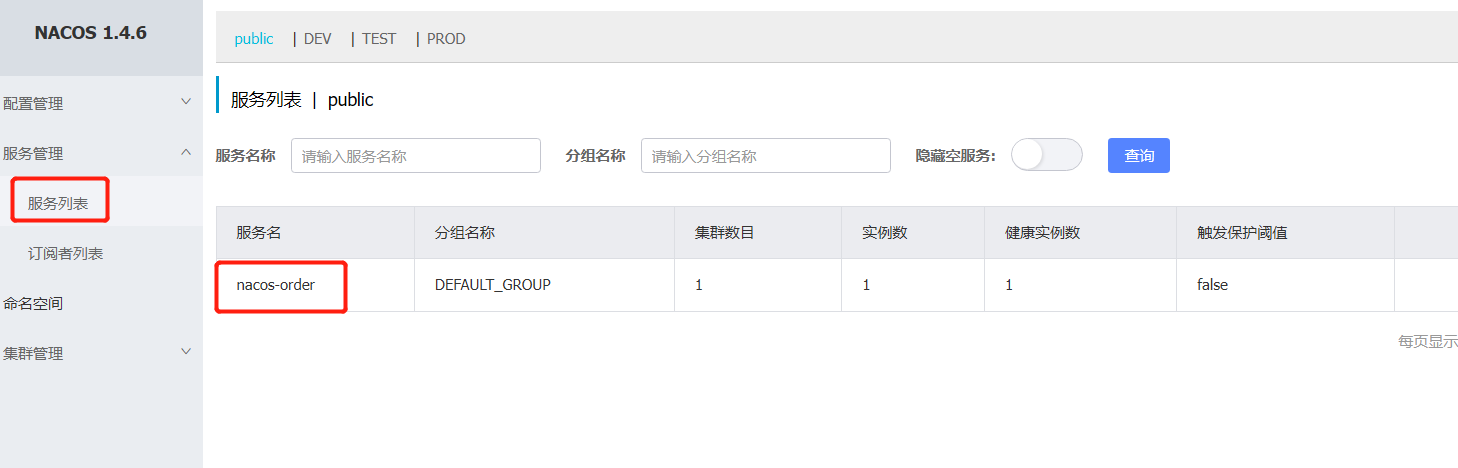 NACOS 1.4.6
public | DEV | TEST | PROD
配置管理
服务列表 | public
服务管理
服务名称 请输入服务名称 分组名称 请输入分组名称 隐藏空服务: 查询
服务列表
服务名 分组名称 集群数目 实例数 健康实例数 触发保护阈值
订阅者列表
nacos-order DEFAULT_GROUP 1 1 1 false
命名空间
每页显示
集群管理